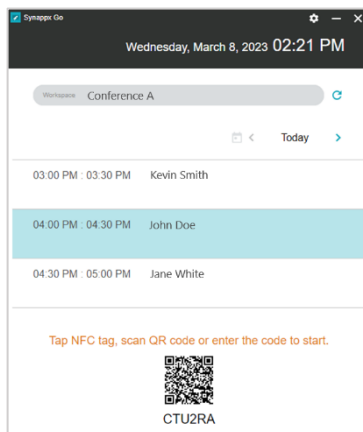 Synappx Go
Wednesday, March 8, 2023 02:21 PM
Workspace Conference A
Today
03:00 PM : 03:30 PM Kevin Smith
04:00 PM : 04:30 PM John Doe
04:30 PM : 05:00 PM Jane White
Tap NFC tag, scan QR code or enter the code to start.
CTU2RA